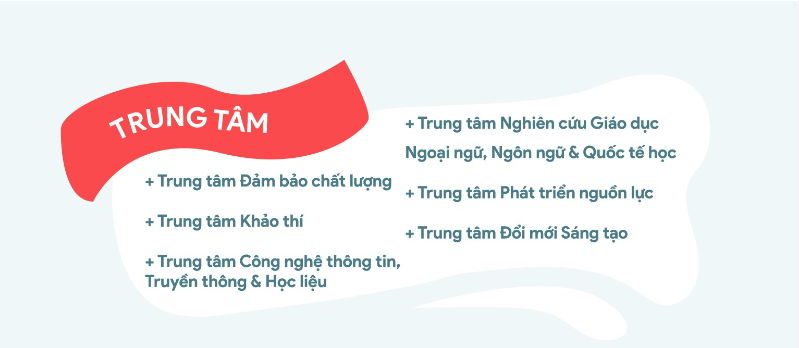 TRUNG TÂM
+ Trung tâm Đảm bảo chất lượng
+ Trung tâm Khảo thí
+ Trung tâm Công nghệ thông tin,
Truyền thông & Học liệu
+ Trung tâm Nghiên cứu Giáo dục
Ngoại ngữ, Ngôn ngữ & Quốc tế học
+ Trung tâm Phát triển nguồn lực
+ Trung tâm Đổi mới Sáng tạo